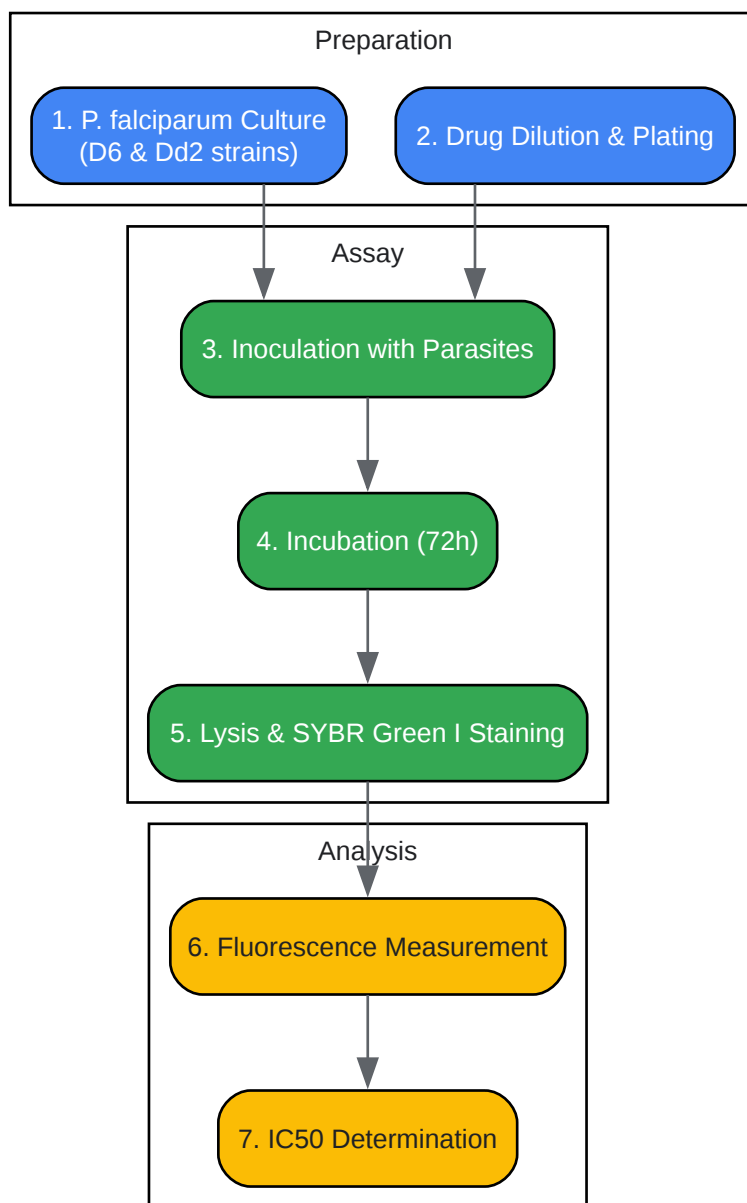 Preparation
1. P. falciparum Culture
(D6 & Dd2 strains)
2. Drug Dilution & Plating
Assay
3. Inoculation with Parasites
4. Incubation (72h)
5. Lysis & SYBR Green I Staining
Analysis
6. Fluorescence Measurement
7. IC50 Determination